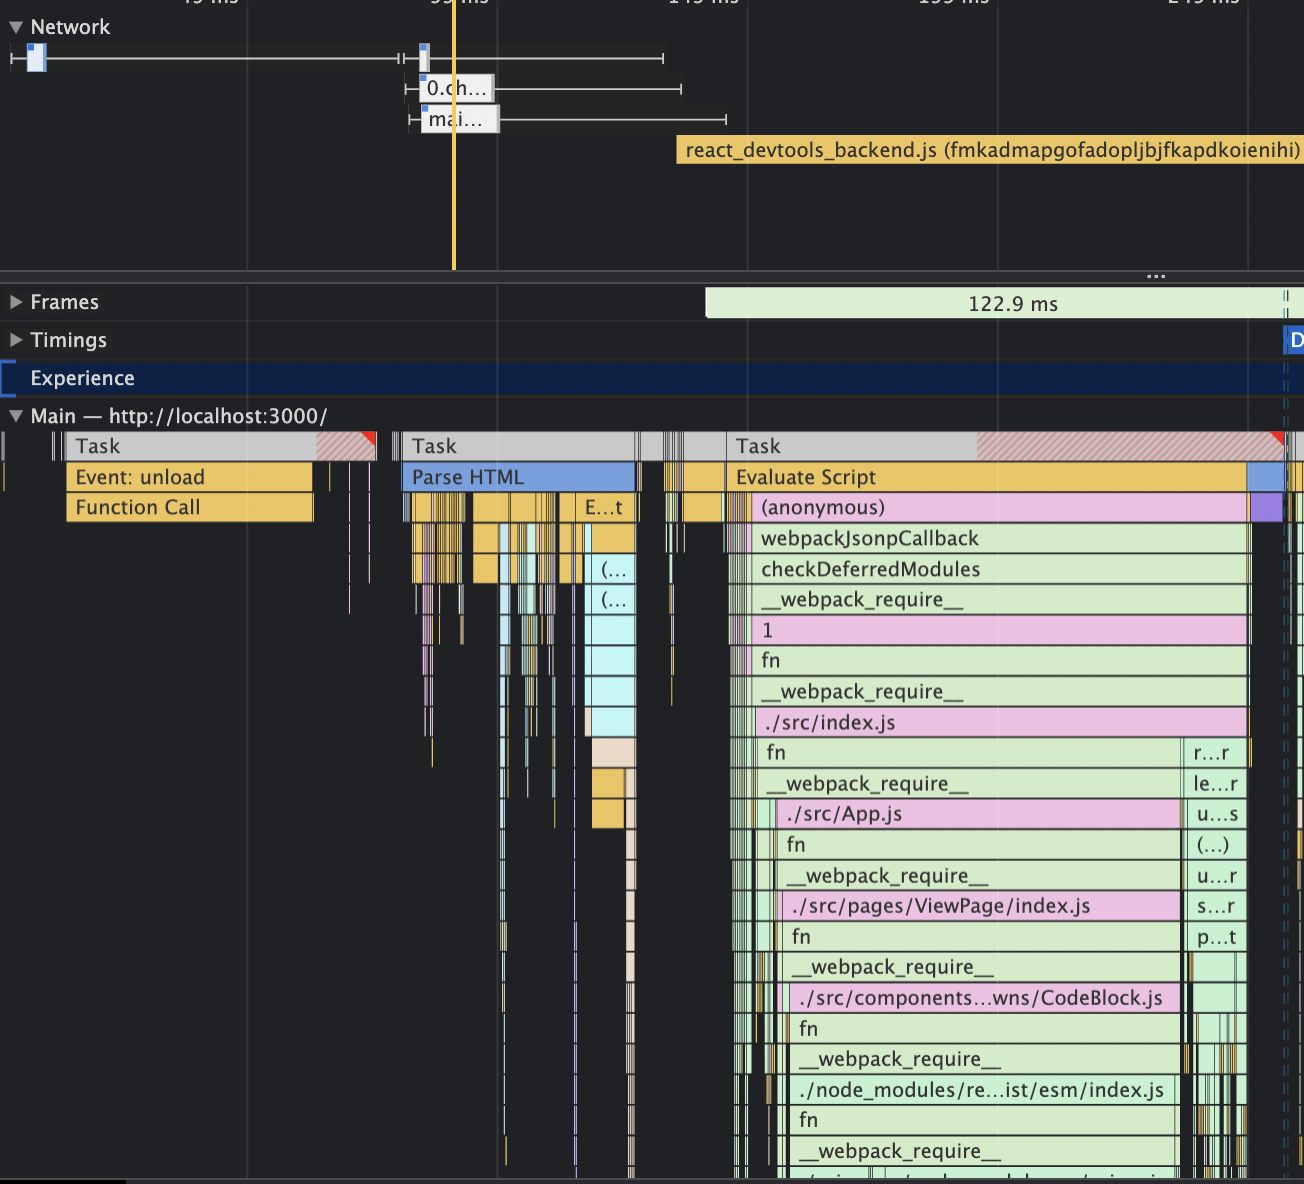 Network
0.ch...
mai...
react_devtools_backend.js (fmkadmapgofadopljbjfkapdkoienihi)
...
Frames
122.9 ms
Timings
D
Experience
Main — http://localhost:3000/
Task Task Task
Event: unload Parse HTML Evaluate Script
Function Call E...t (anonymous)
webpackJsonpCallback
(... checkDeferredModules
(... __webpack_require__
1
fn
__webpack_require__
./src/index.js
fn r...r
__webpack_require__ le...r
./src/App.js u...s
fn (...)
__webpack_require__ u...r
./src/pages/ViewPage/index.js s...r
fn p...t
__webpack_require__
./src/components...wns/CodeBlock.js
fn
__webpack_require__
./node_modules/re...ist/esm/index.js
fn
__webpack_require__